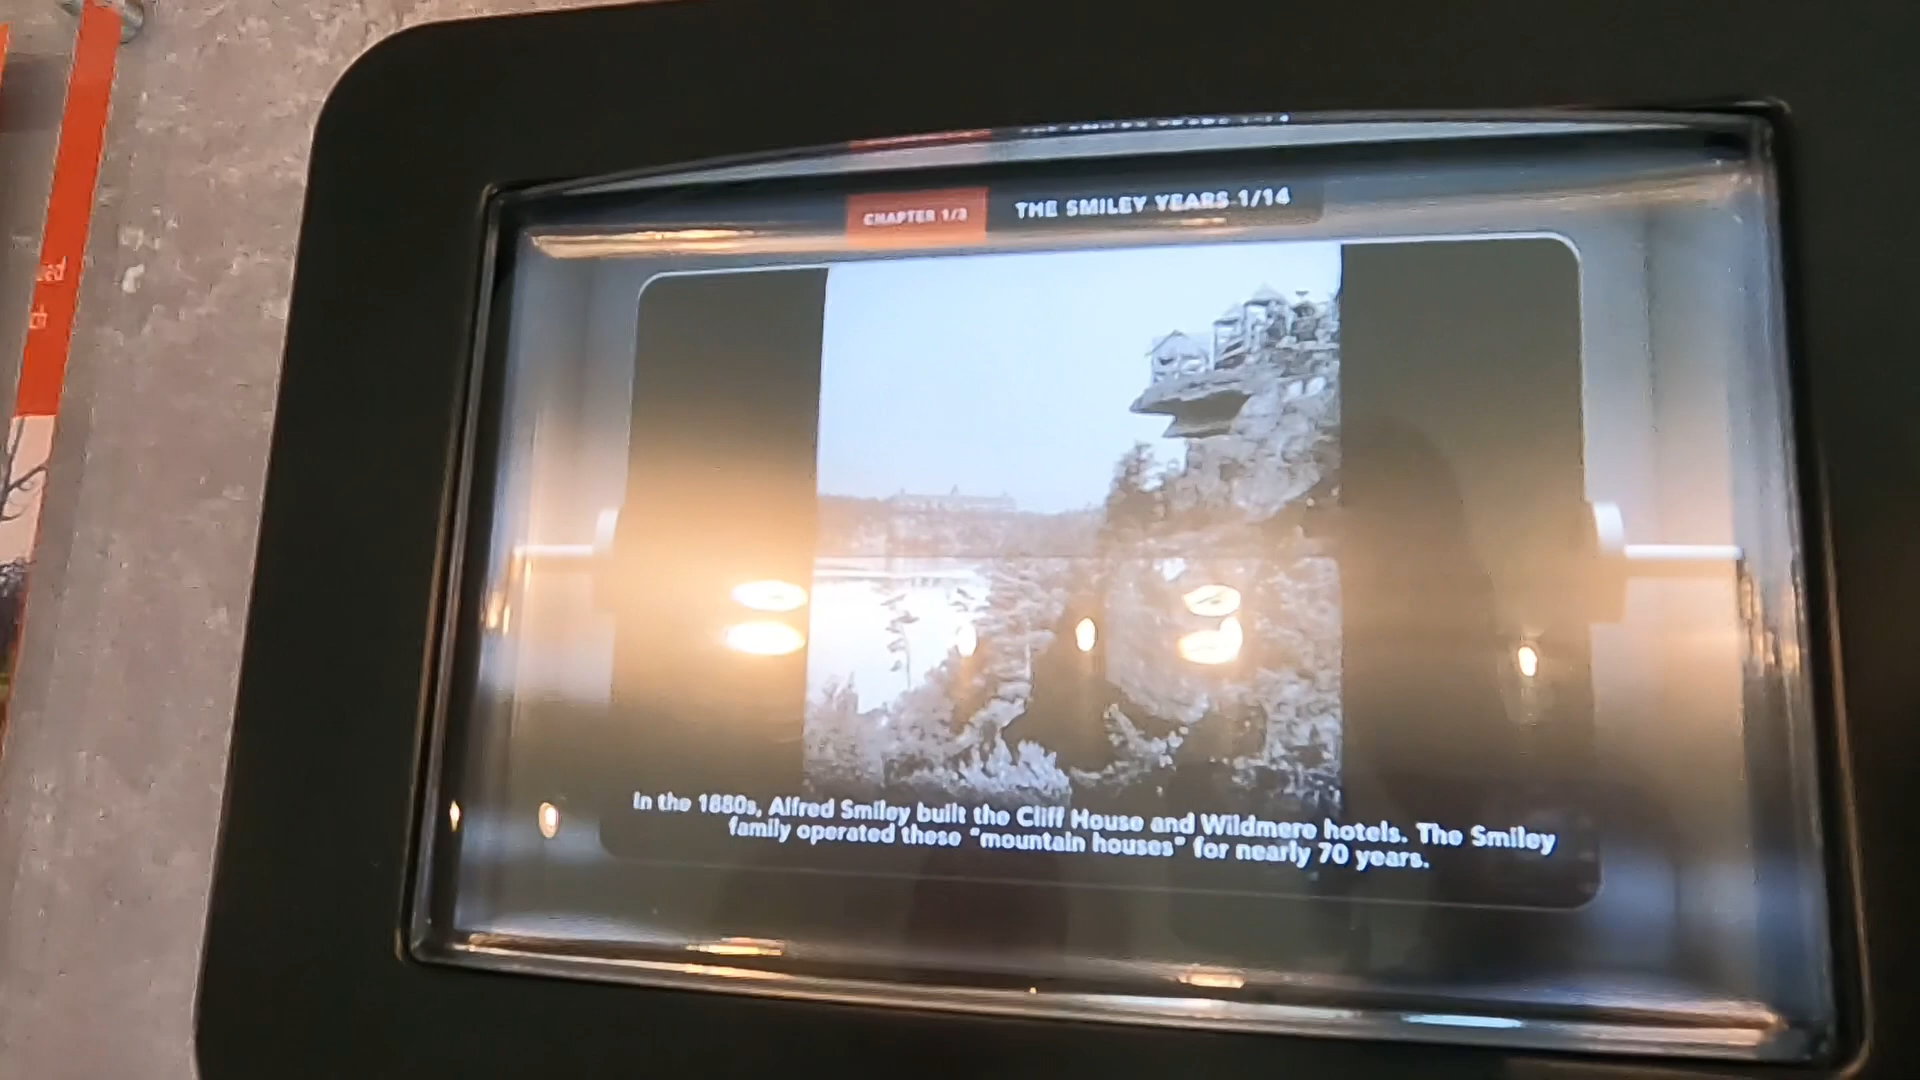 CHAPTER 1/3
THE SMILEY YEARS 1/14
In the 1880s, Alfred Smiley built the Cliff House and Wildmere hotels. The Smiley
family operated these "mountain houses" for nearly 70 years.